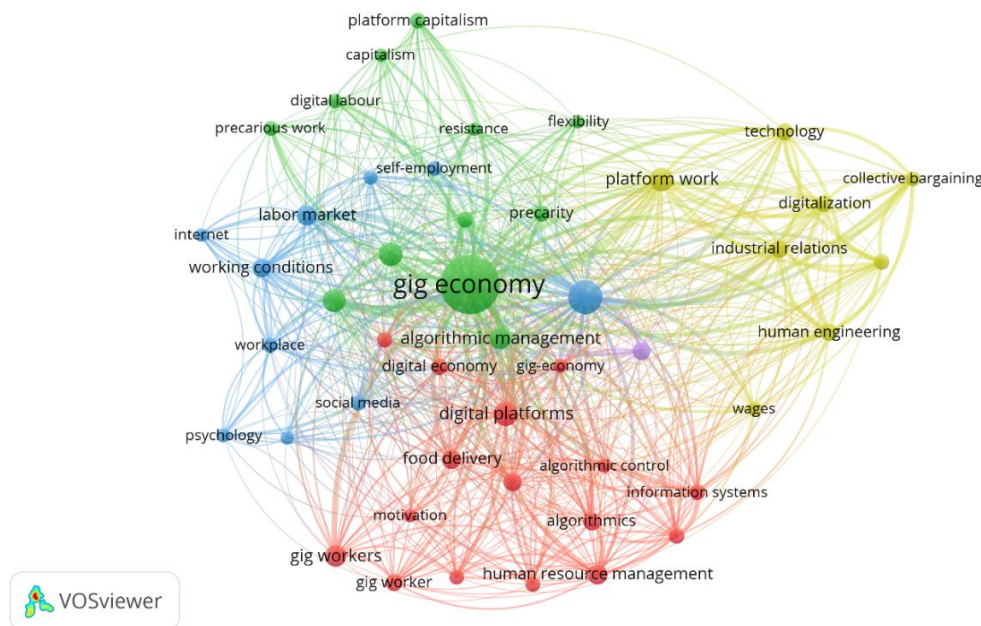 platform capitalism
capitalism
digital labour
precarious work
resistance
flexibility
technology
self-employment
platform work
collective bargaining
labor market
precarity
digitalization
internet
industrial relations
working conditions
gig economy
human engineering
workplace
algorithmic management
digital economy
gig-economy
social media
digital platforms
wages
psychology
food delivery
algorithmic control
information systems
motivation
algorithmics
gig workers
gig worker
human resource management
VOSviewer